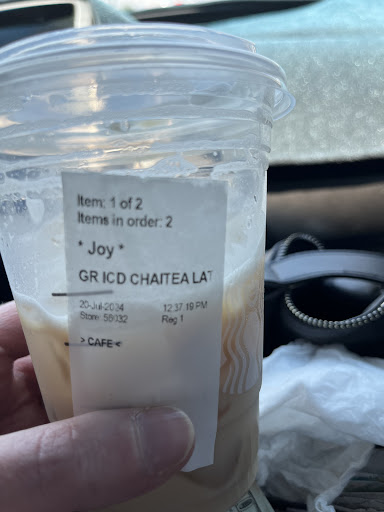 Item: 1 of 2
Items in order: 2
* Joy *
GR ICD CHAITEA LAT
20-Jul-2034 12:37:19 PM
Store: 58032 Reg 1
> CAFE <